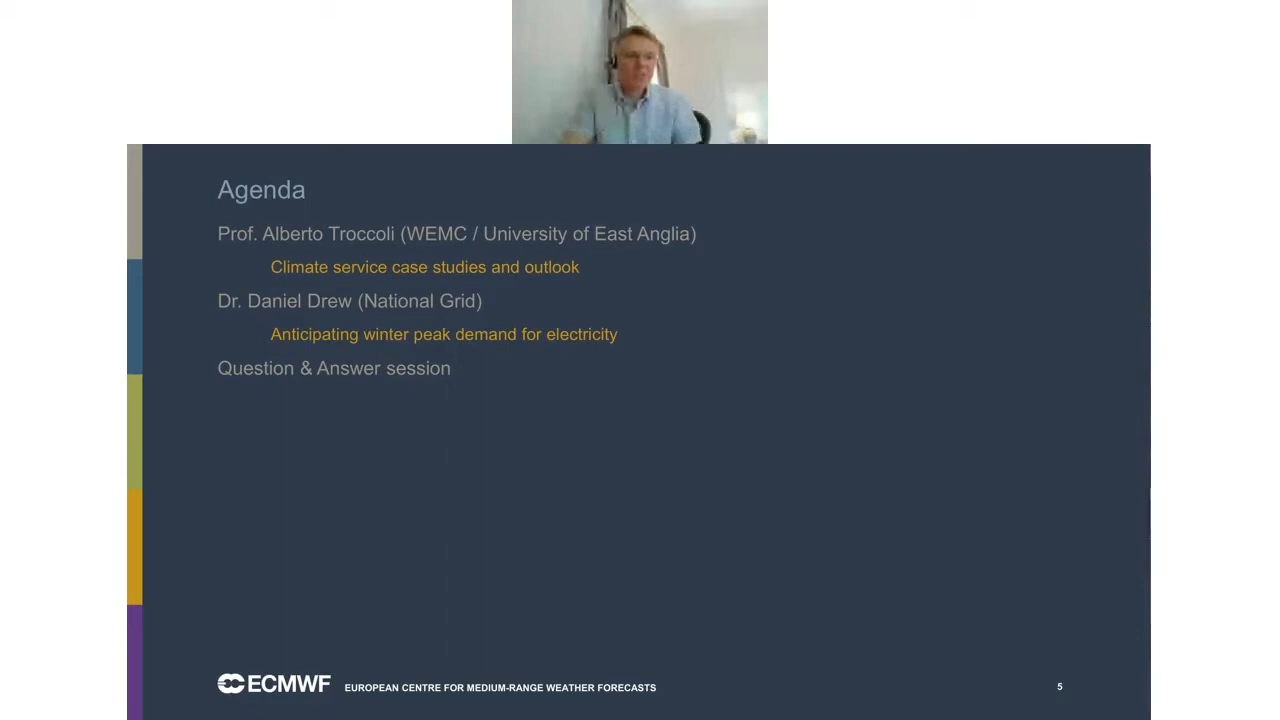 Agenda
Prof. Alberto Troccoli (WEMC / University of East Anglia)
Climate service case studies and outlook
Dr. Daniel Drew (National Grid)
Anticipating winter peak demand for electricity
Question & Answer session
ECMWF EUROPEAN CENTRE FOR MEDIUM-RANGE WEATHER FORECASTS 5